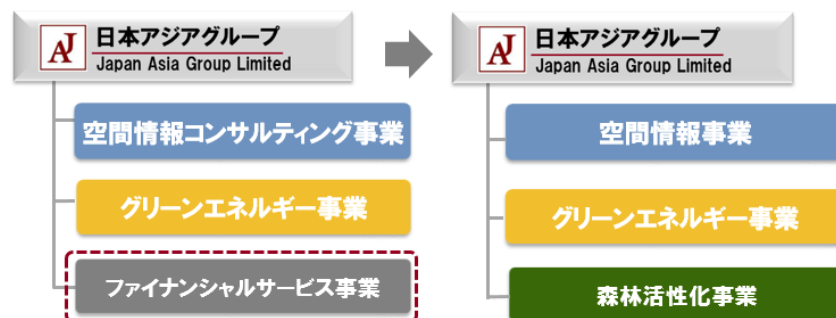 AJ
日本アジアグループ
Japan Asia Group Limited
空間情報コンサルティング事業
グリーンエネルギー事業
ファイナンシャルサービス事業
AJ
日本アジアグループ
Japan Asia Group Limited
空間情報事業
グリーンエネルギー事業
森林活性化事業